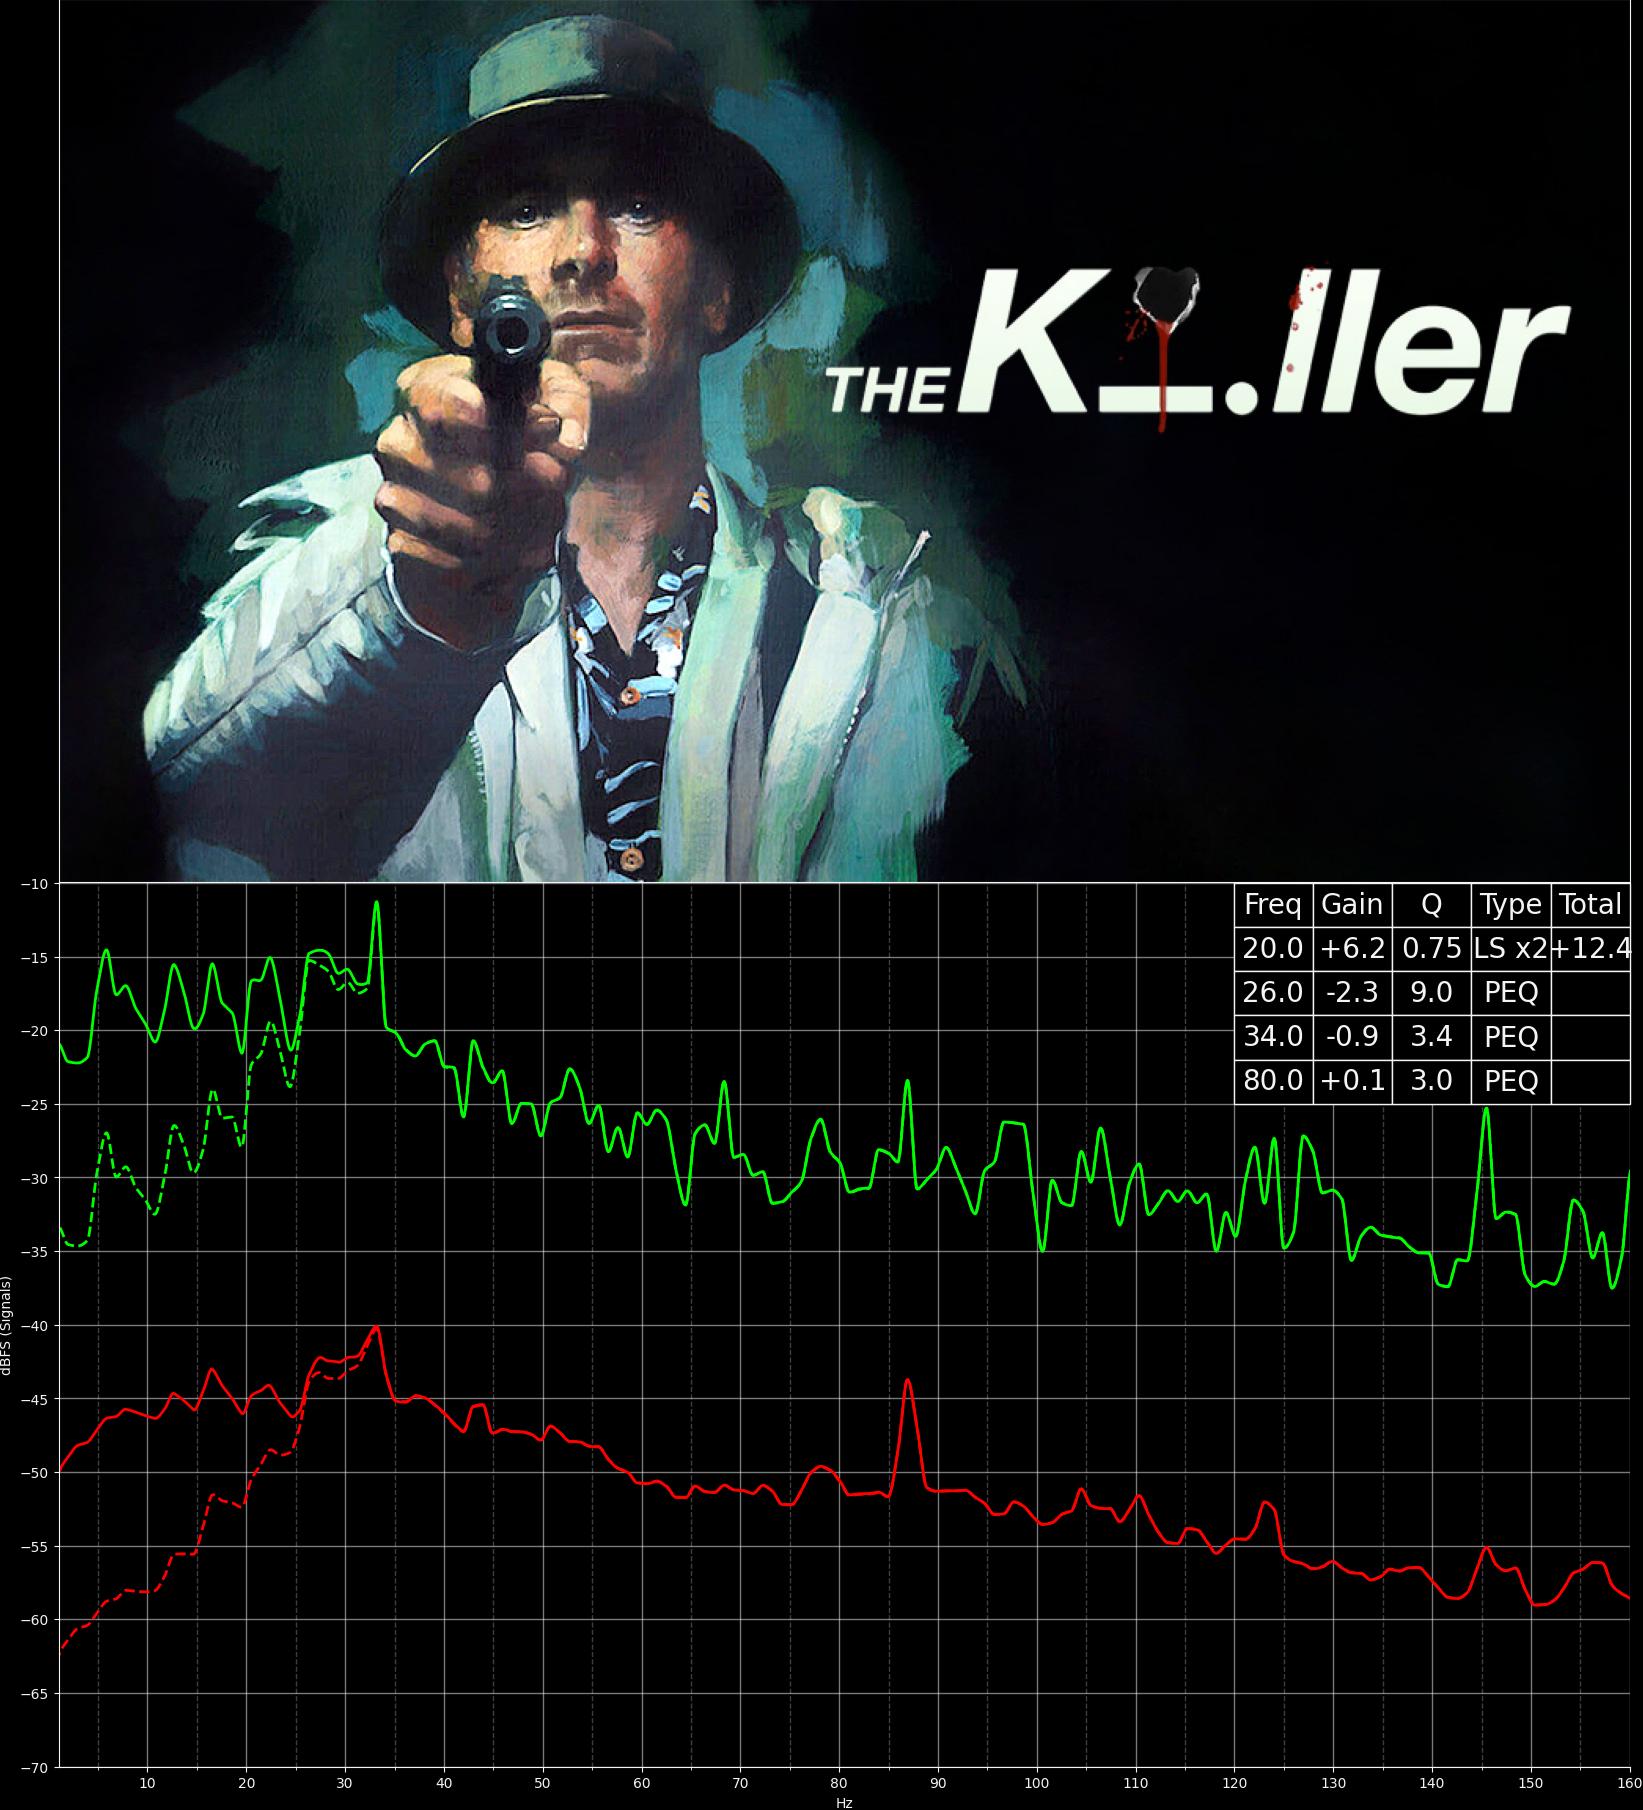 THE K_.ller
Freq Gain Q Type Total
20.0 +6.2 0.75 LS x2 +12.4
26.0 -2.3 9.0 PEQ
34.0 -0.9 3.4 PEQ
80.0 +0.1 3.0 PEQ
−10
−15
−20
−25
−30
−35
−40
−45
−50
−55
−60
−65
−70
dBFS (Signals)
10 20 30 40 50 60 70 80 90 100 110 120 130 140 150 160
Hz